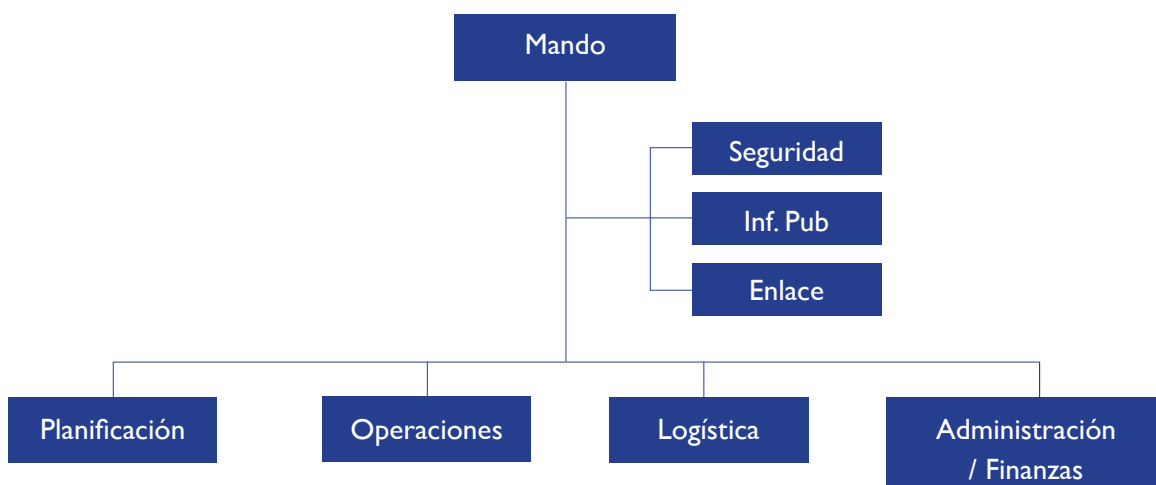 Mando
Seguridad
Inf. Pub
Enlace
Planificación
Operaciones
Logística
Administración
/ Finanzas